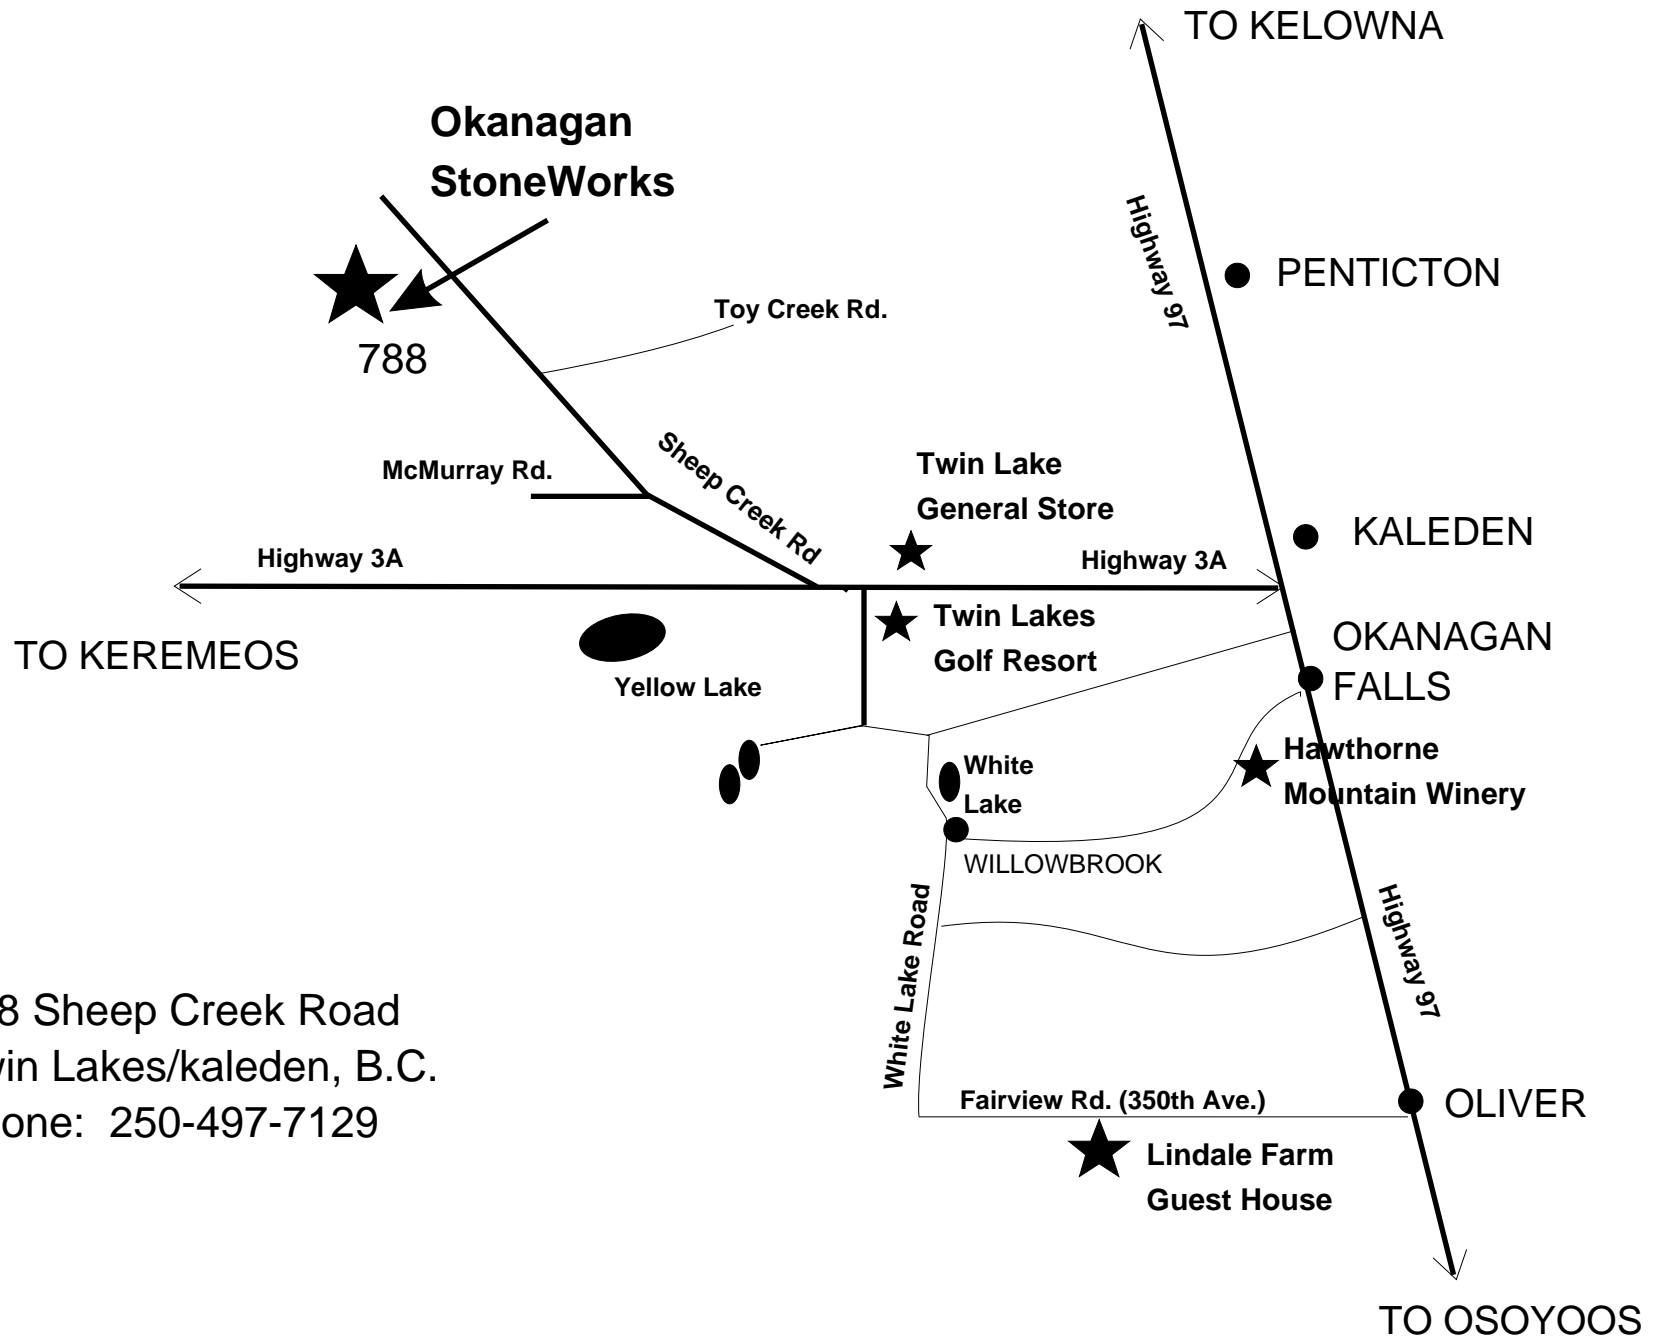 TO KELOWNA
Okanagan
StoneWorks
Highway 97
PENTICTON
Toy Creek Rd.
788
Sheep Creek Rd
McMurray Rd.
Twin Lake
General Store
KALEDEN
Highway 3A
Highway 3A
Twin Lakes
Golf Resort
OKANAGAN
FALLS
TO KEREMEOS
Yellow Lake
Hawthorne
Mountain Winery
White
Lake
WILLOWBROOK
White Lake Road
Highway 97
8 Sheep Creek Road
in Lakes/kaleden, B.C.
one: 250-497-7129
Fairview Rd. (350th Ave.)
OLIVER
Lindale Farm
Guest House
TO OSOYOOS